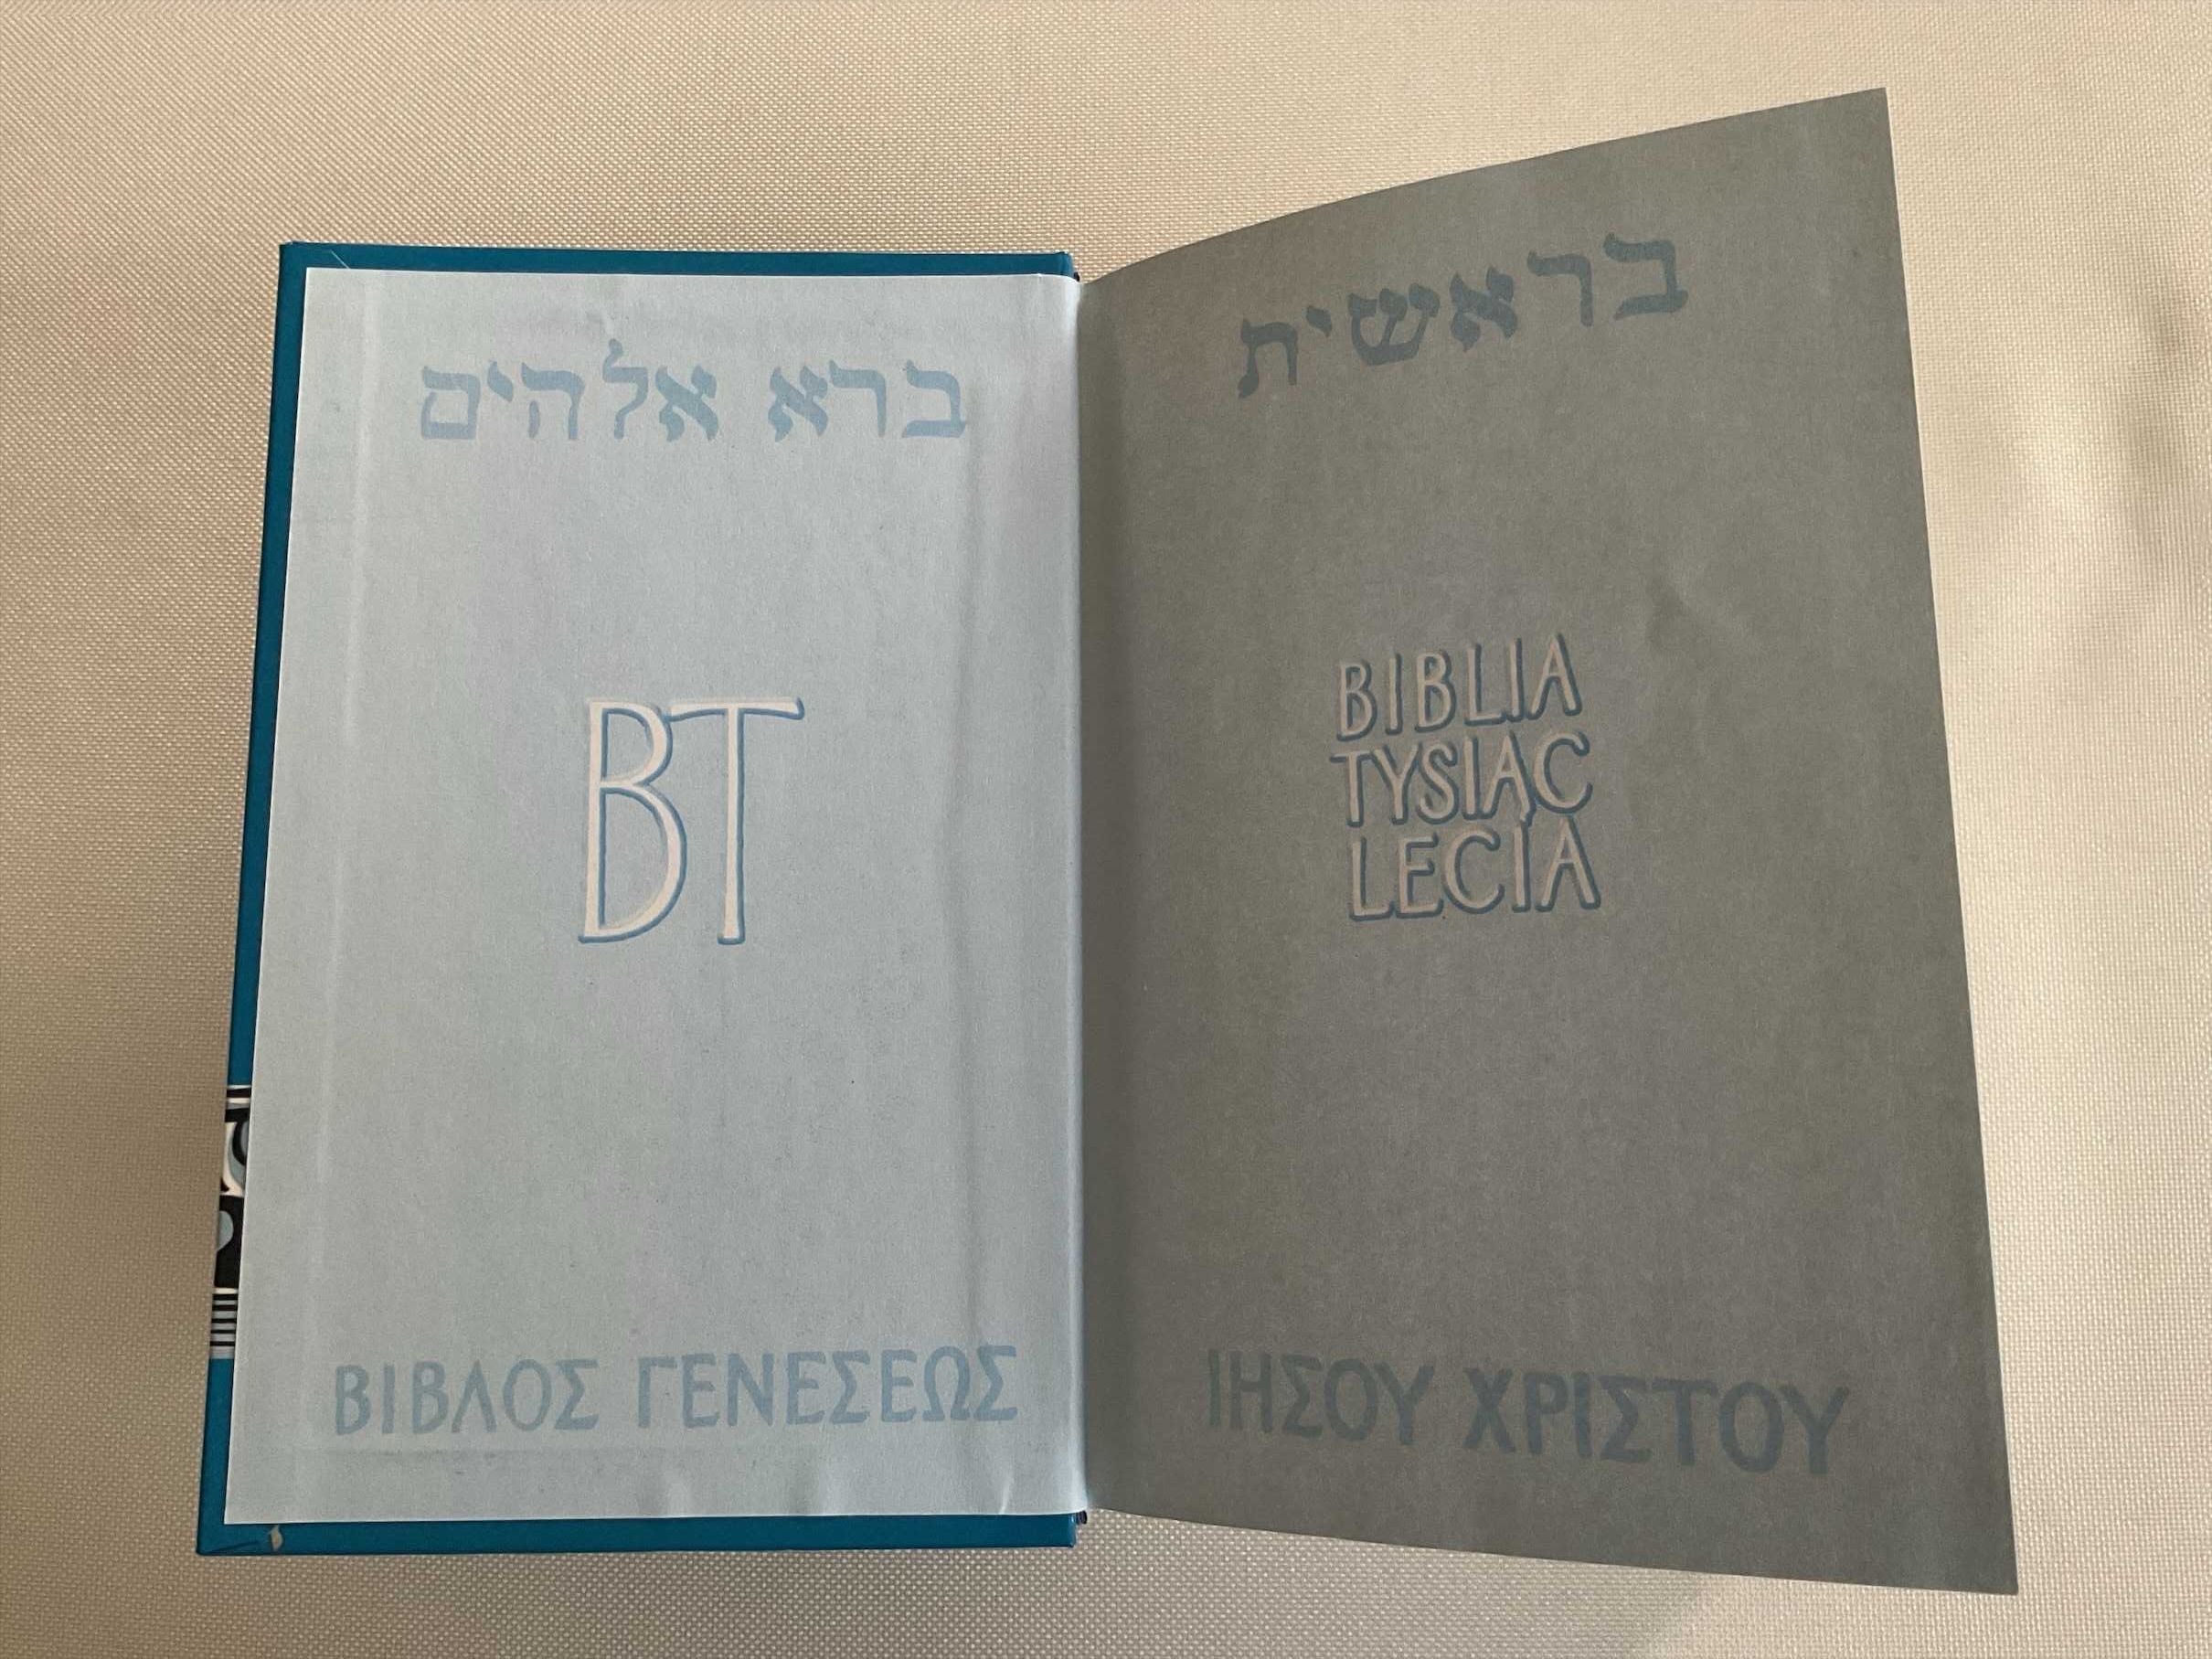 ברא אלהים
BT
ΒΙΒΛΟΣ ΓΕΝΕΣΕΩΣ
בראשית
BIBLIA
TYSIĄC
LECIA
ΙΗΣΟΥ ΧΡΙΣΤΟΥ